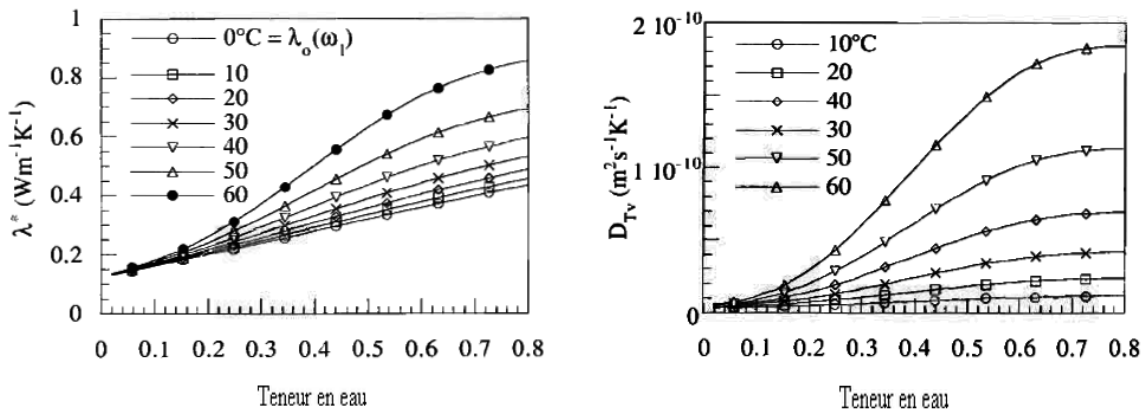 1
0.8
0.6
0.4
0.2
0
λ* (Wm⁻¹K⁻¹)
0°C = λₒ(ωₗ)
10
20
30
40
50
60
0 0.1 0.2 0.3 0.4 0.5 0.6 0.7 0.8
Teneur en eau
2 10⁻¹⁰
1 10⁻¹⁰
0
D_Tv (m²s⁻¹K⁻¹)
10°C
20
40
30
50
60
0 0.1 0.2 0.3 0.4 0.5 0.6 0.7 0.8
Teneur en eau